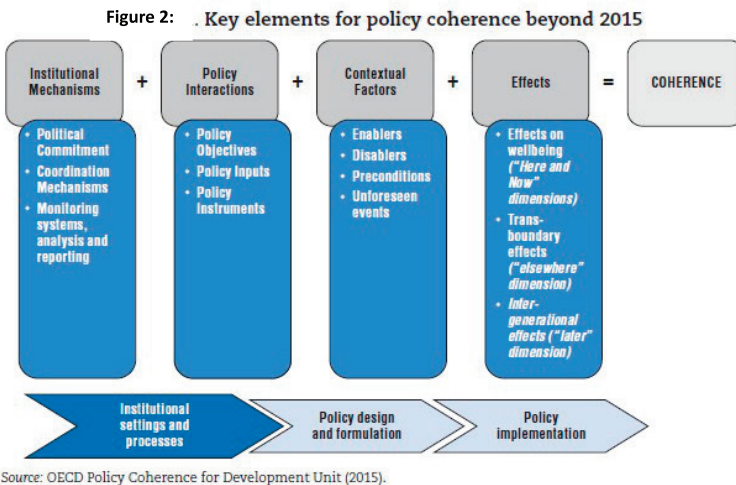 Figure 2: . Key elements for policy coherence beyond 2015
Institutional
Mechanisms
+
Policy
Interactions
+
Contextual
Factors
+
Effects
=
COHERENCE
• Political
Commitment
• Coordination
Mechanisms
• Monitoring
systems,
analysis and
reporting
• Policy
Objectives
• Policy Inputs
• Policy
Instruments
• Enablers
• Disablers
• Preconditions
• Unforeseen
events
• Effects on
wellbeing
("Here and
Now"
dimensions)
• Trans-
boundary
effects
("elsewhere"
dimension)
• Inter-
generational
effects ("later"
dimension)
Institutional
settings and
processes
Policy design
and formulation
Policy
implementation
Source: OECD Policy Coherence for Development Unit (2015).